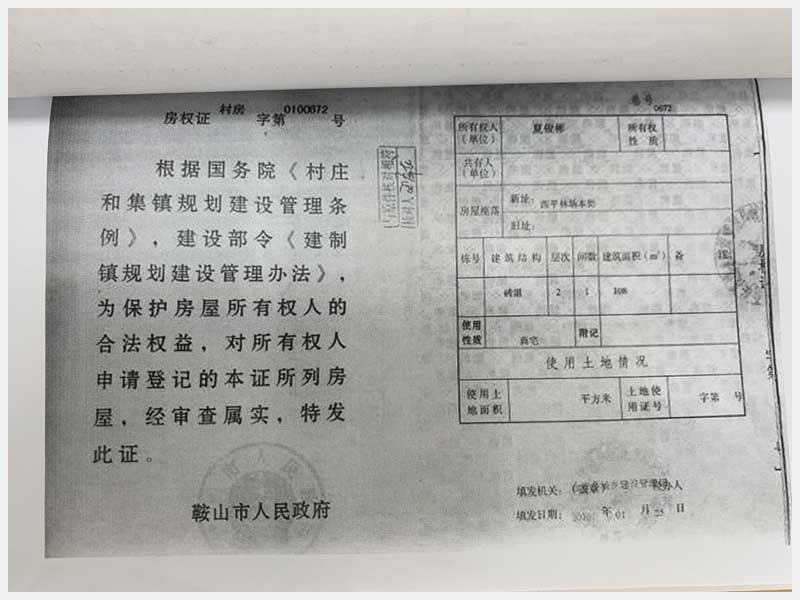 村房 0100672
房权证 字第 号
根据国务院《村庄
和集镇规划建设管理条
例》，建设部令《建制
镇规划建设管理办法》，
为保护房屋所有权人的
合法权益，对所有权人
申请登记的本证所列房
屋，经审查属实，特发
此证。
鞍山市人民政府
卷号
0672
所有权人（单位） 夏俊彬 所有权性质
共有人（单位）
房屋座落 新址： 西平林场本街
旧址：
栋号 建筑结构 层次 间数 建筑面积（m²） 备
砖混 2 1 108
使用性质 商宅 附记
使用土地情况
使用土地面积 平方米 土地使用证号 字第 号
填发机关： 经办人
填发日期： 2010 年 01 月 25 日